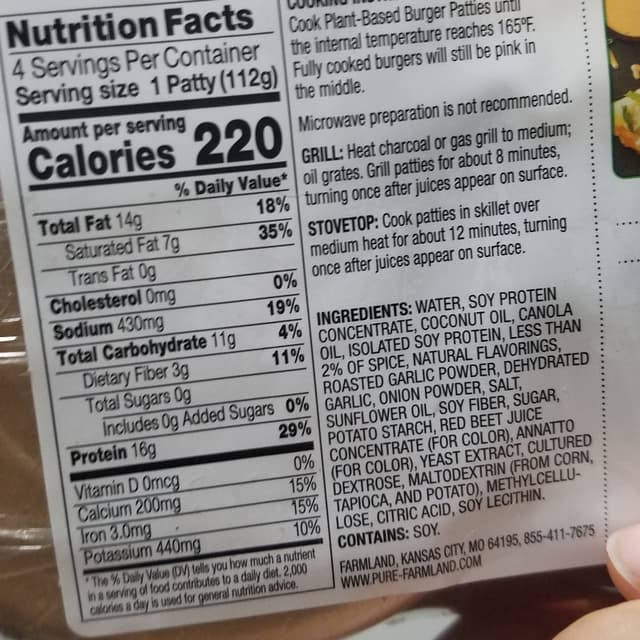 Nutrition Facts
4 Servings Per Container
Serving size 1 Patty (112g)
Amount per serving
Calories 220
% Daily Value*
Total Fat 14g 18%
Saturated Fat 7g 35%
Trans Fat 0g
Cholesterol 0mg 0%
Sodium 430mg 19%
Total Carbohydrate 11g 4%
Dietary Fiber 3g 11%
Total Sugars 0g
Includes 0g Added Sugars 0%
Protein 16g 29%
Vitamin D 0mcg 0%
Calcium 200mg 15%
Iron 3.0mg 15%
Potassium 440mg 10%
* The % Daily Value (DV) tells you how much a nutrient
in a serving of food contributes to a daily diet. 2,000
calories a day is used for general nutrition advice.
Cook Plant-Based Burger Patties until
the internal temperature reaches 165°F.
Fully cooked burgers will still be pink in
the middle.
Microwave preparation is not recommended.
GRILL: Heat charcoal or gas grill to medium;
oil grates. Grill patties for about 8 minutes,
turning once after juices appear on surface.
STOVETOP: Cook patties in skillet over
medium heat for about 12 minutes, turning
once after juices appear on surface.
INGREDIENTS: WATER, SOY PROTEIN
CONCENTRATE, COCONUT OIL, CANOLA
OIL, ISOLATED SOY PROTEIN, LESS THAN
2% OF SPICE, NATURAL FLAVORINGS,
ROASTED GARLIC POWDER, DEHYDRATED
GARLIC, ONION POWDER, SALT,
SUNFLOWER OIL, SOY FIBER, SUGAR,
POTATO STARCH, RED BEET JUICE
CONCENTRATE (FOR COLOR), ANNATTO
(FOR COLOR), YEAST EXTRACT, CULTURED
DEXTROSE, MALTODEXTRIN (FROM CORN,
TAPIOCA, AND POTATO), METHYLCELLU-
LOSE, CITRIC ACID, SOY LECITHIN.
CONTAINS: SOY.
FARMLAND, KANSAS CITY, MO 64195, 855-411-7675
WWW.PURE-FARMLAND.COM